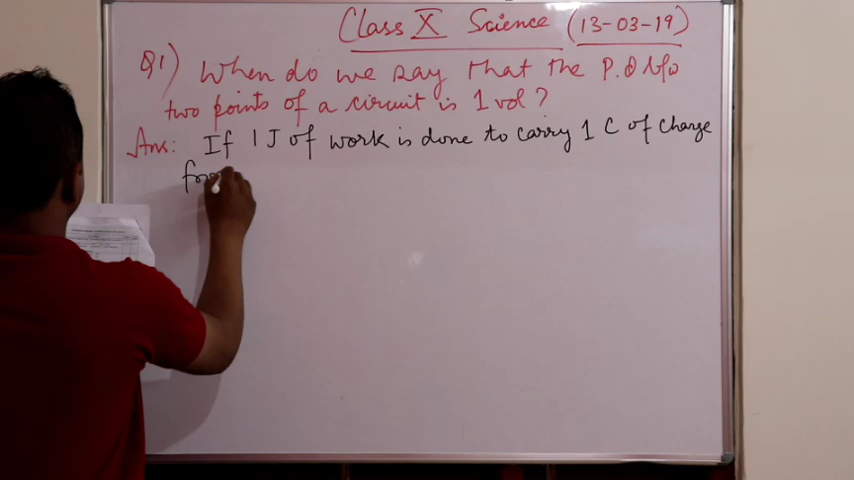 Class X Science (13-03-19)
Q1) When do we say that the P.D b/w
two points of a circuit is 1 vol?
Ans: If 1 J of work is done to carry 1 C of charge
fro